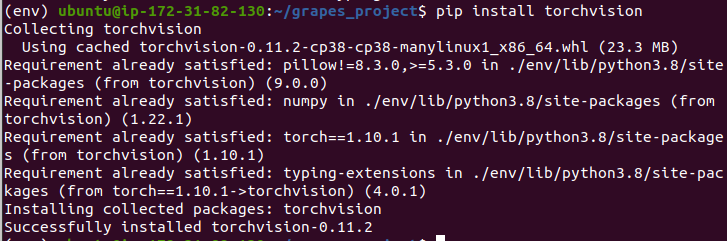 (env) ubuntu@ip-172-31-82-130:~/grapes_project$ pip install torchvision
Collecting torchvision
  Using cached torchvision-0.11.2-cp38-cp38-manylinux1_x86_64.whl (23.3 MB)
Requirement already satisfied: pillow!=8.3.0,>=5.3.0 in ./env/lib/python3.8/site
-packages (from torchvision) (9.0.0)
Requirement already satisfied: numpy in ./env/lib/python3.8/site-packages (from
torchvision) (1.22.1)
Requirement already satisfied: torch==1.10.1 in ./env/lib/python3.8/site-package
s (from torchvision) (1.10.1)
Requirement already satisfied: typing-extensions in ./env/lib/python3.8/site-pac
kages (from torch==1.10.1->torchvision) (4.0.1)
Installing collected packages: torchvision
Successfully installed torchvision-0.11.2